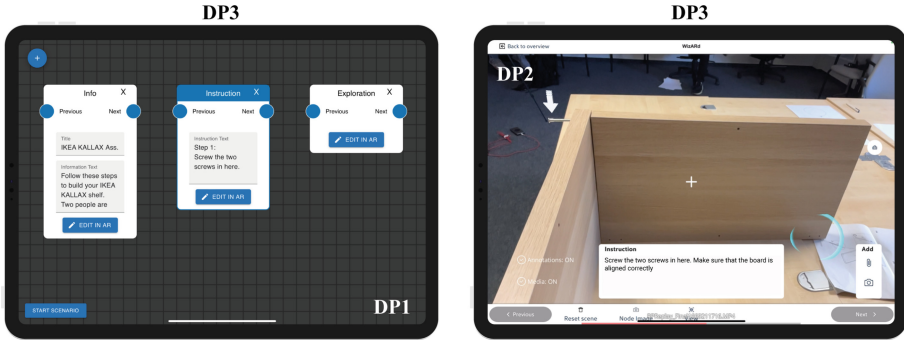 DP3
+
Info X
Previous Next
Title
IKEA KALLAX Ass.
Information Text
Follow these steps
to build your IKEA
KALLAX shelf.
Two people are
EDIT IN AR
Instruction X
Previous Next
Instruction Text
Step 1:
Screw the two
screws in here.
EDIT IN AR
Exploration X
Previous Next
EDIT IN AR
START SCENARIO
DP1
DP3
Back to overview
WizARd
DP2
Annotations: ON
Media: ON
Instruction
Screw the two screws in here. Make sure that the board is
aligned correctly
Add
Previous
Reset scene
Node Image
View
Next